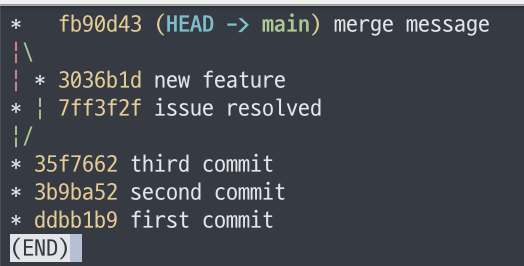 *   fb90d43 (HEAD -> main) merge message
|\
| * 3036b1d new feature
* | 7ff3f2f issue resolved
|/
* 35f7662 third commit
* 3b9ba52 second commit
* ddbb1b9 first commit
(END)